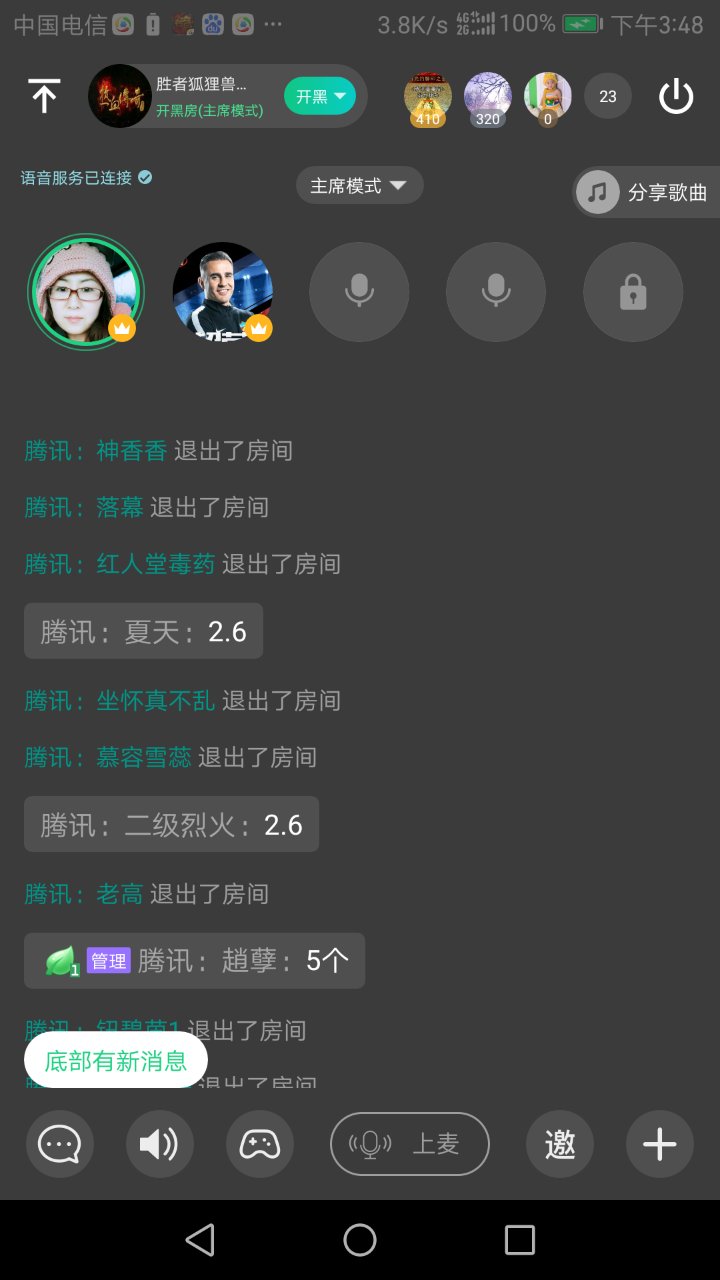 中国电信 ... 3.8K/s 4G 2G 100% 下午3:48
胜者狐狸兽...
开黑房(主席模式)
开黑
410
320
0
23
语音服务已连接
主席模式
分享歌曲
腾讯：神香香 退出了房间
腾讯：落幕 退出了房间
腾讯：红人堂毒药 退出了房间
腾讯：夏天：2.6
腾讯：坐怀真不乱 退出了房间
腾讯：慕容雪蕊 退出了房间
腾讯：二级烈火：2.6
腾讯：老高 退出了房间
1 管理 腾讯：趙孽：5个
腾讯：钮碧茵1 退出了房间
底部有新消息
退出了房间
上麦
邀